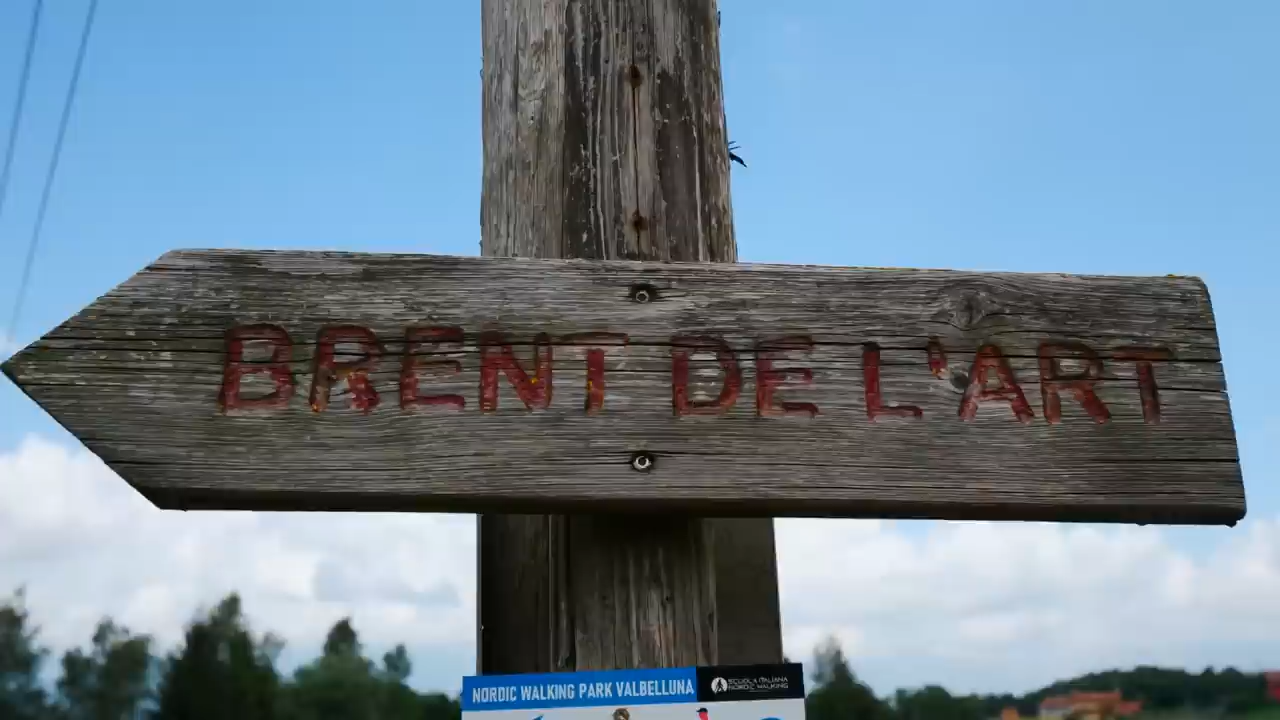 BRENT DE L'ART
NORDIC WALKING PARK VALBELLUNA
SCUOLA ITALIANA
NORDIC WALKING